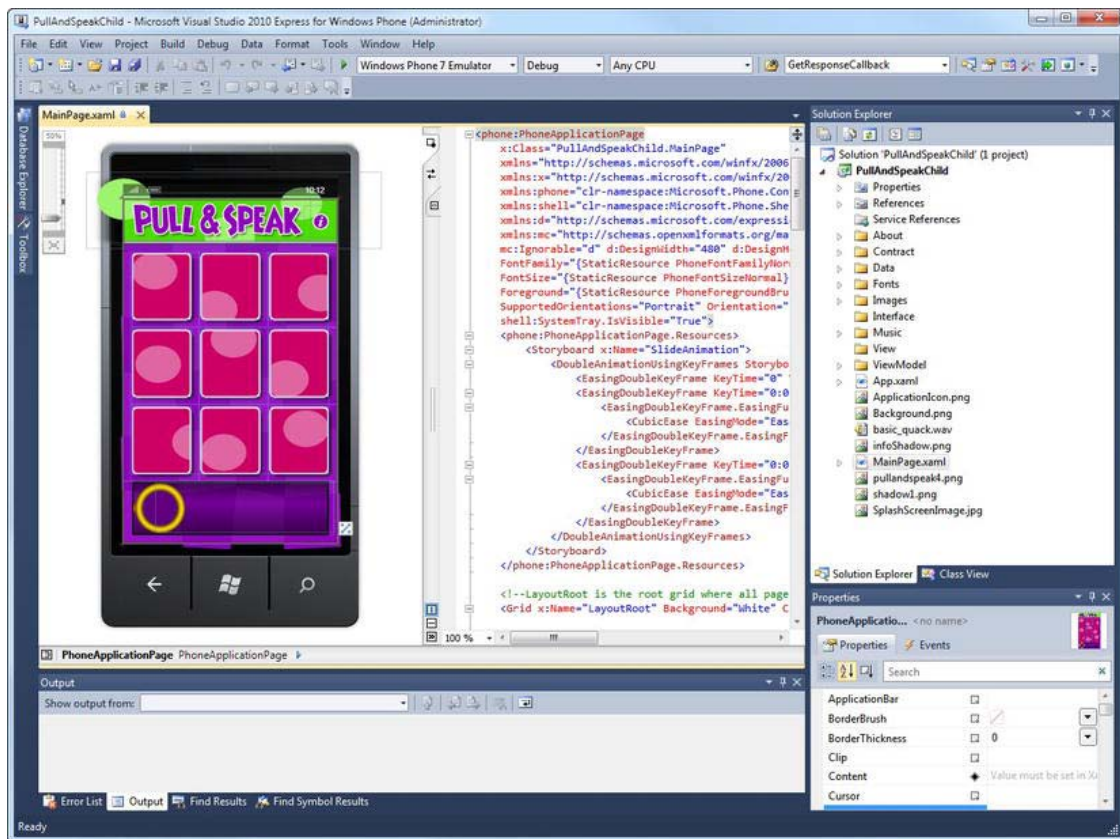 PullAndSpeakChild - Microsoft Visual Studio 2010 Express for Windows Phone (Administrator)
File Edit View Project Build Debug Data Format Tools Window Help
Windows Phone 7 Emulator Debug Any CPU GetResponseCallback
Database Explorer
Toolbox
MainPage.xaml
50%
10:12
PULL & SPEAK i
<phone:PhoneApplicationPage
x:Class="PullAndSpeakChild.MainPage"
xmlns="http://schemas.microsoft.com/winfx/2006
xmlns:x="http://schemas.microsoft.com/winfx/20
xmlns:phone="clr-namespace:Microsoft.Phone.Con
xmlns:shell="clr-namespace:Microsoft.Phone.She
xmlns:d="http://schemas.microsoft.com/expressi
xmlns:mc="http://schemas.openxmlformats.org/ma
mc:Ignorable="d" d:DesignWidth="480" d:DesignH
FontFamily="{StaticResource PhoneFontFamilyNor
FontSize="{StaticResource PhoneFontSizeNormal}
Foreground="{StaticResource PhoneForegroundBru
SupportedOrientations="Portrait" Orientation="
shell:SystemTray.IsVisible="True">
<phone:PhoneApplicationPage.Resources>
<Storyboard x:Name="SlideAnimation">
<DoubleAnimationUsingKeyFrames Storybo
<EasingDoubleKeyFrame KeyTime="0"
<EasingDoubleKeyFrame KeyTime="0:0
<EasingDoubleKeyFrame.EasingFu
<CubicEase EasingMode="Eas
</EasingDoubleKeyFrame.EasingF
</EasingDoubleKeyFrame>
<EasingDoubleKeyFrame KeyTime="0:0
<EasingDoubleKeyFrame.EasingFu
<CubicEase EasingMode="Eas
</EasingDoubleKeyFrame.EasingF
</EasingDoubleKeyFrame>
</DoubleAnimationUsingKeyFrames>
</Storyboard>
</phone:PhoneApplicationPage.Resources>
<!--LayoutRoot is the root grid where all page
<Grid x:Name="LayoutRoot" Background="White" C
100 %
PhoneApplicationPage PhoneApplicationPage
Output
Show output from:
Error List Output Find Results Find Symbol Results
Ready
Solution Explorer
Solution 'PullAndSpeakChild' (1 project)
PullAndSpeakChild
Properties
References
Service References
About
Contract
Data
Fonts
Images
Interface
Music
View
ViewModel
App.xaml
ApplicationIcon.png
Background.png
basic_quack.wav
infoShadow.png
MainPage.xaml
pullandspeak4.png
shadow1.png
SplashScreenImage.jpg
Solution Explorer Class View
Properties
PhoneApplicatio... <no name>
Properties Events
Search
ApplicationBar
BorderBrush
BorderThickness 0
Clip
Content Value must be set in X
Cursor